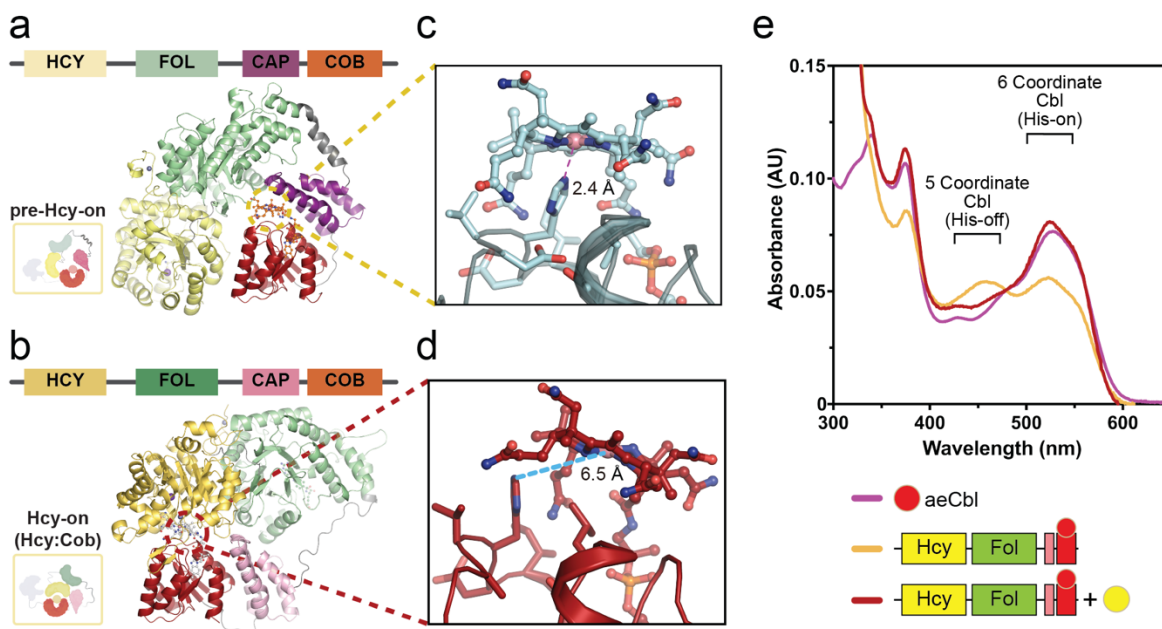 a
HCY FOL CAP COB
pre-Hcy-on
b
HCY FOL CAP COB
Hcy-on
(Hcy:Cob)
c
2.4 Å
d
6.5 Å
e
0.15
0.10
0.05
0
Absorbance (AU)
6 Coordinate
Cbl
(His-on)
5 Coordinate
Cbl
(His-off)
300 400 500 600
Wavelength (nm)
aeCbl
Hcy Fol
Hcy Fol +